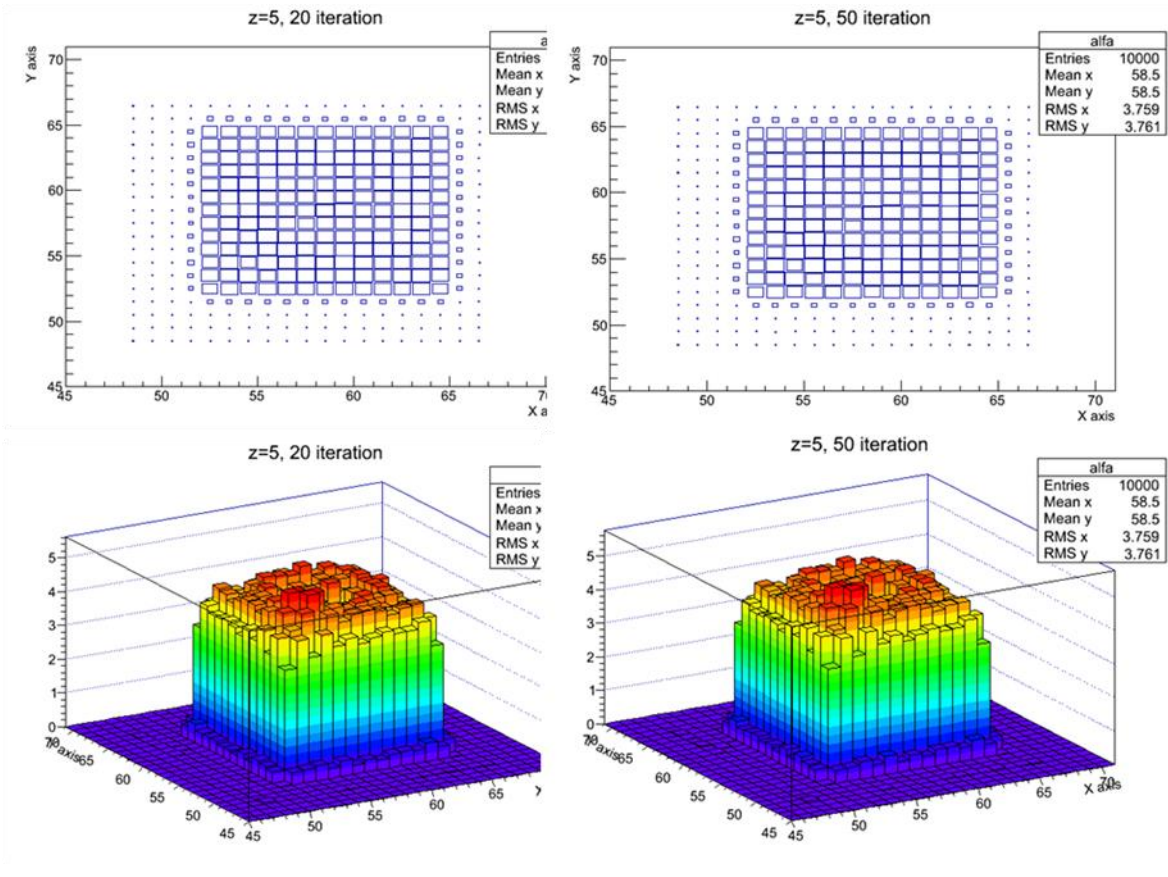 z=5, 20 iteration
Y axis
70
65
60
55
50
45
45 50 55 60 65
X a
a
Entries
Mean x
Mean y
RMS x
RMS y
z=5, 50 iteration
Y axis
70
65
60
55
50
45
45 50 55 60 65 70
X axis
alfa
Entries 10000
Mean x 58.5
Mean y 58.5
RMS x 3.759
RMS y 3.761
z=5, 20 iteration
5
4
3
2
1
0
axis 65
60
55
50
45
45 50 55 60 65
Entries
Mean x
Mean y
RMS x
RMS y
z=5, 50 iteration
5
4
3
2
1
0
axis 65
60
55
50
45
45 50 55 60 65 70
X axis
alfa
Entries 10000
Mean x 58.5
Mean y 58.5
RMS x 3.759
RMS y 3.761